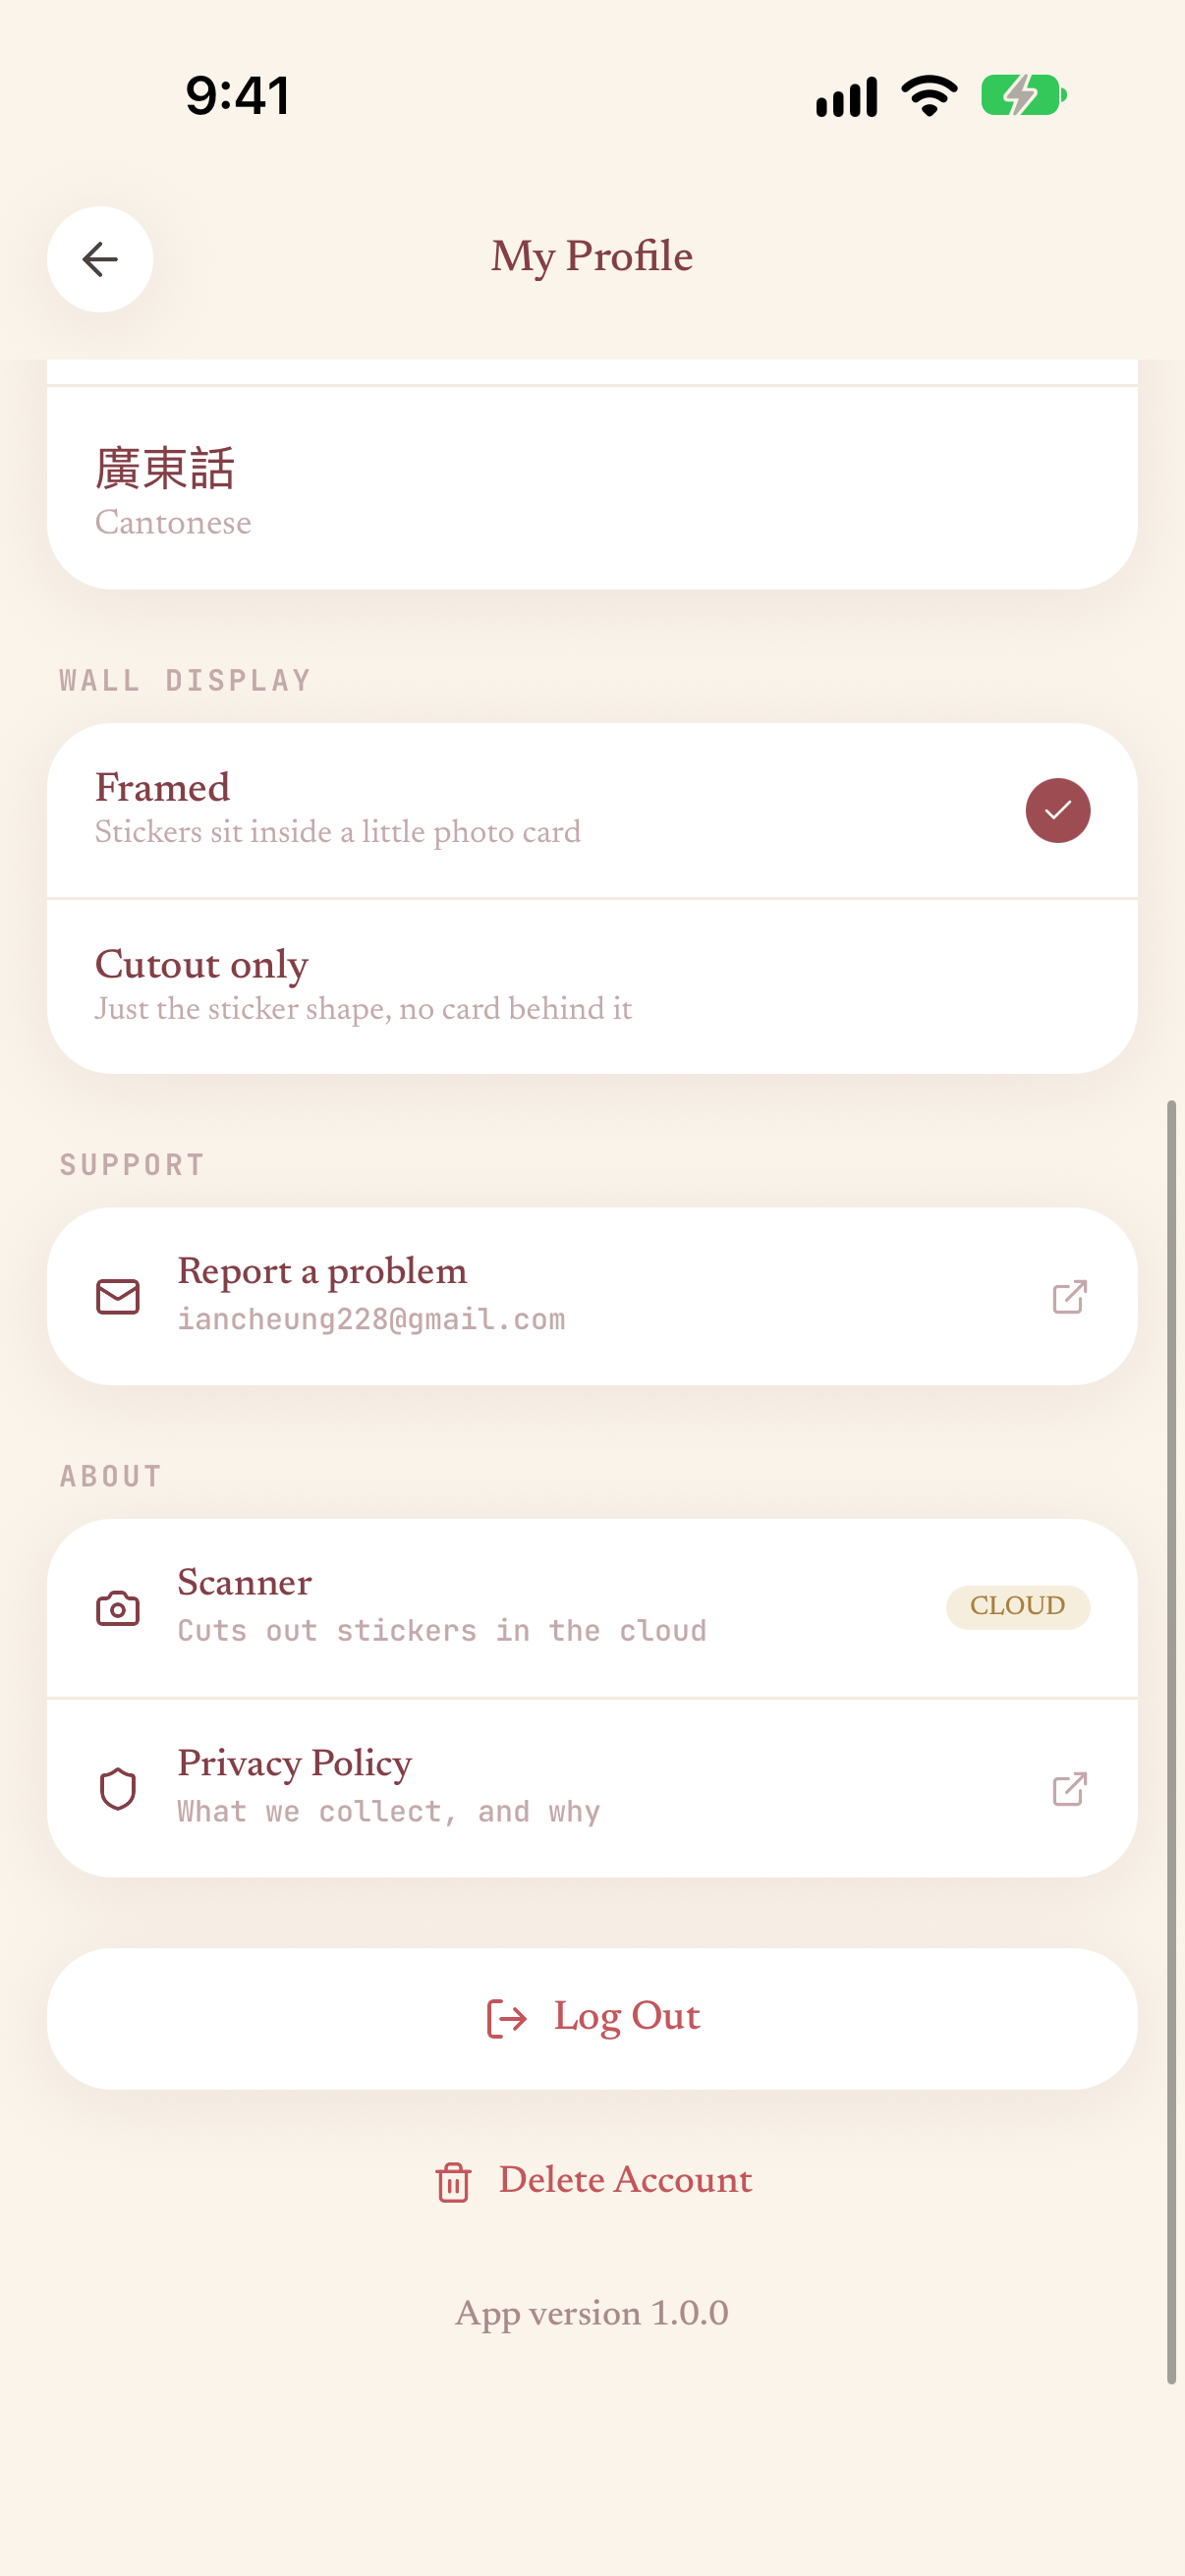 9:41
My Profile
廣東話
Cantonese
WALL DISPLAY
Framed
Stickers sit inside a little photo card
Cutout only
Just the sticker shape, no card behind it
SUPPORT
Report a problem
iancheung228@gmail.com
ABOUT
Scanner
Cuts out stickers in the cloud
CLOUD
Privacy Policy
What we collect, and why
Log Out
Delete Account
App version 1.0.0